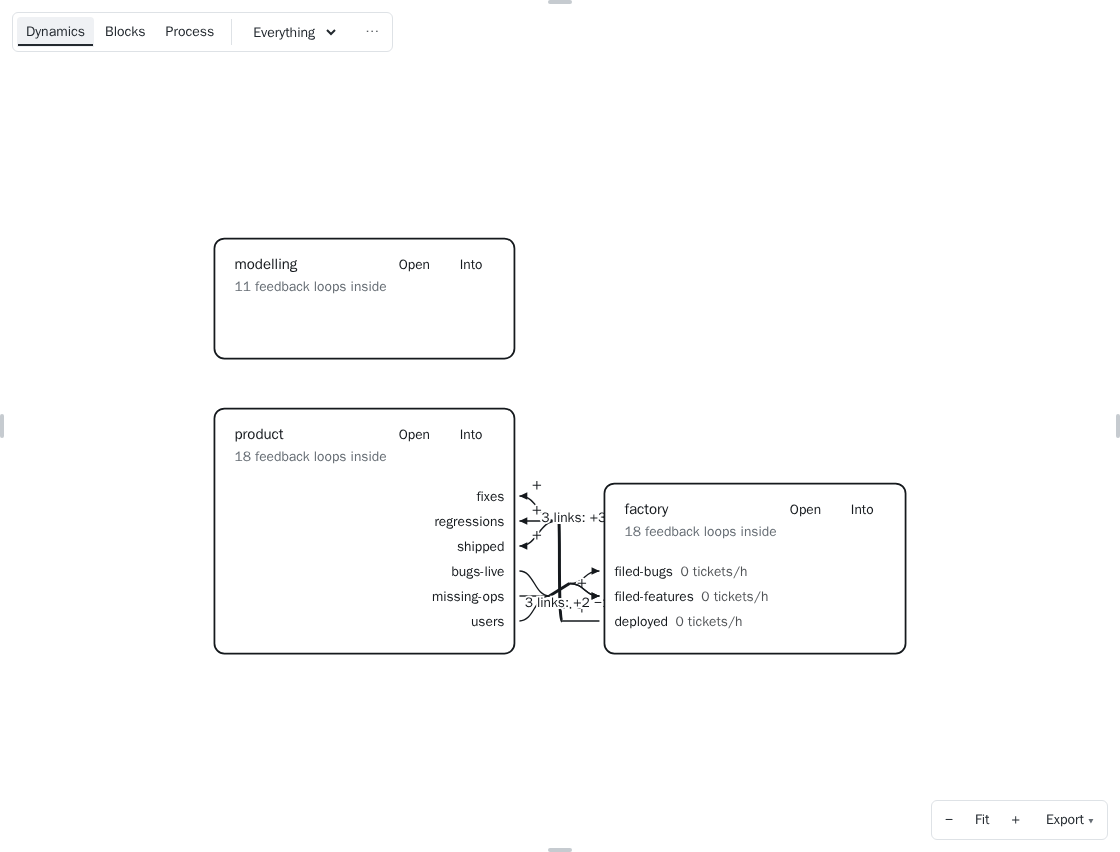 Dynamics Blocks Process Everything ···
modelling Open Into
11 feedback loops inside
product Open Into
18 feedback loops inside
fixes
regressions
shipped
bugs-live
missing-ops
users
+
+
+
3 links: +3
+
3 links: +2 −
factory Open Into
18 feedback loops inside
filed-bugs 0 tickets/h
filed-features 0 tickets/h
deployed 0 tickets/h
− Fit + Export ▾